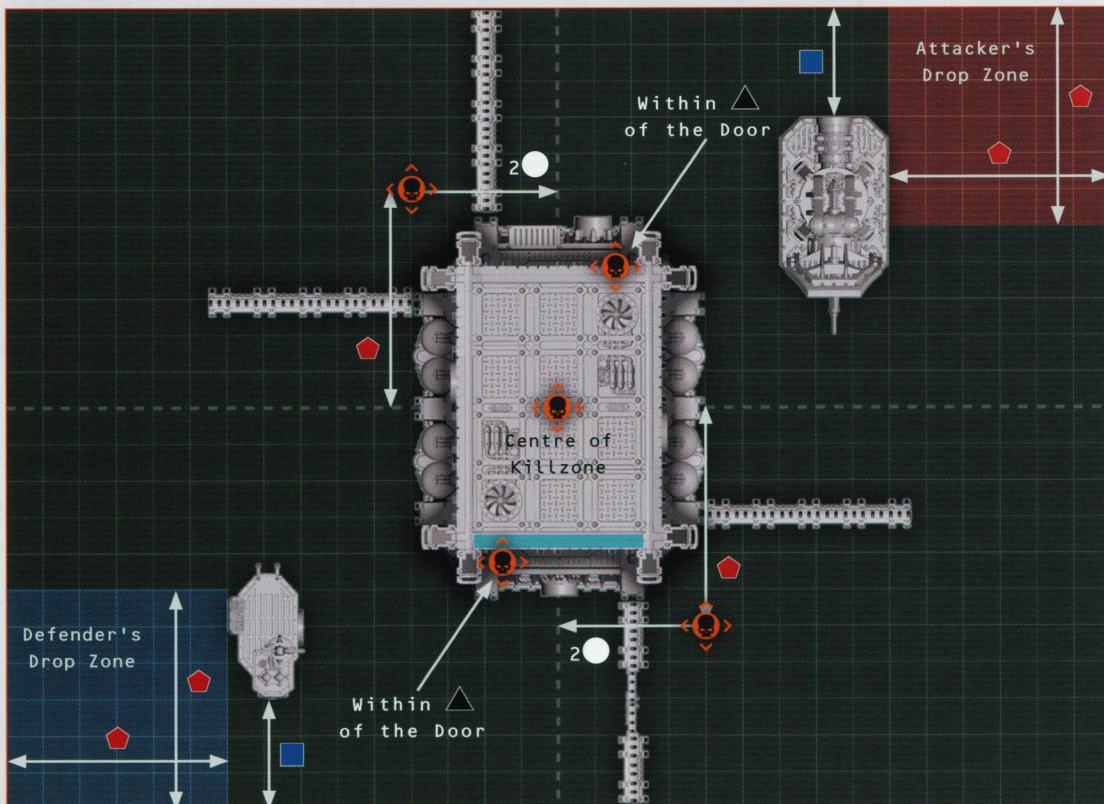 Attacker's
Drop Zone
Within
of the Door
2
Centre of
Killzone
Defender's
Drop Zone
2
Within
of the Door